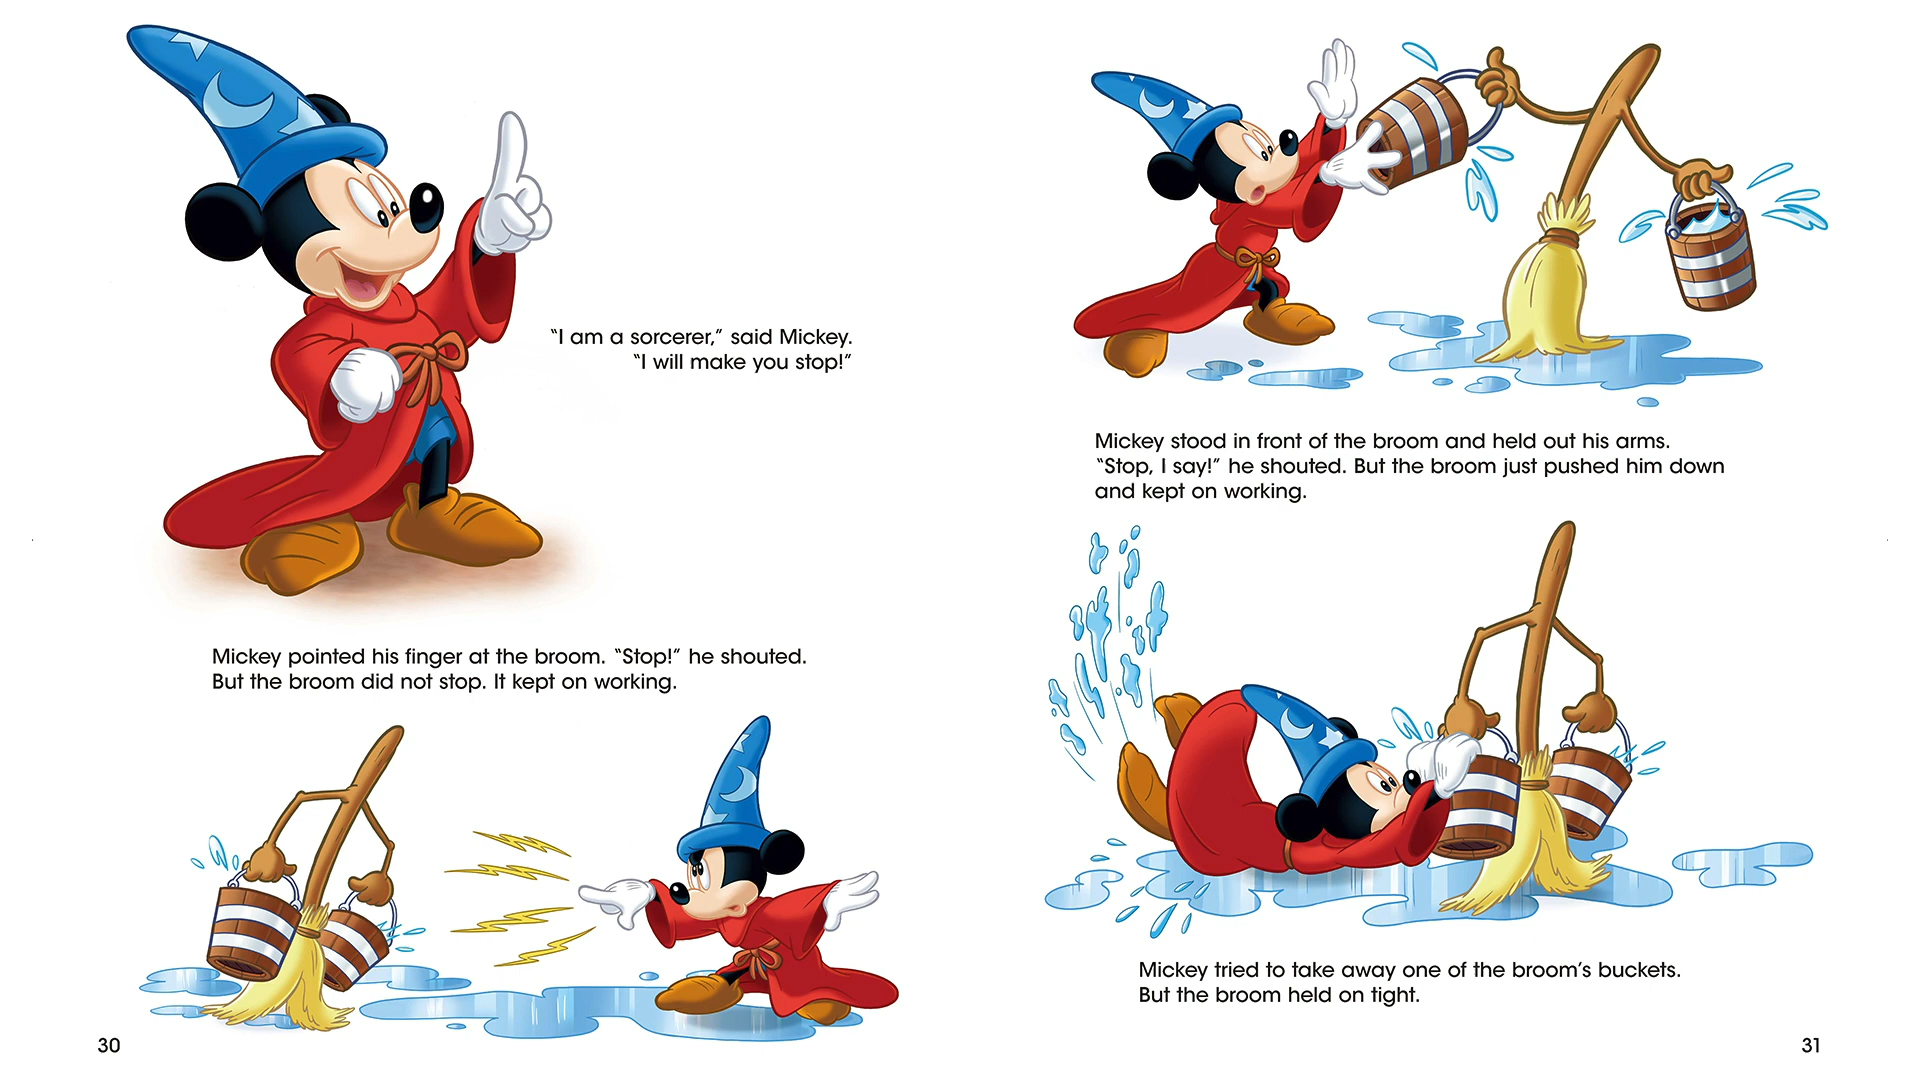 "I am a sorcerer," said Mickey.
"I will make you stop!"
Mickey pointed his finger at the broom. "Stop!" he shouted.
But the broom did not stop. It kept on working.
30
Mickey stood in front of the broom and held out his arms.
"Stop, I say!" he shouted. But the broom just pushed him down
and kept on working.
Mickey tried to take away one of the broom's buckets.
But the broom held on tight.
31